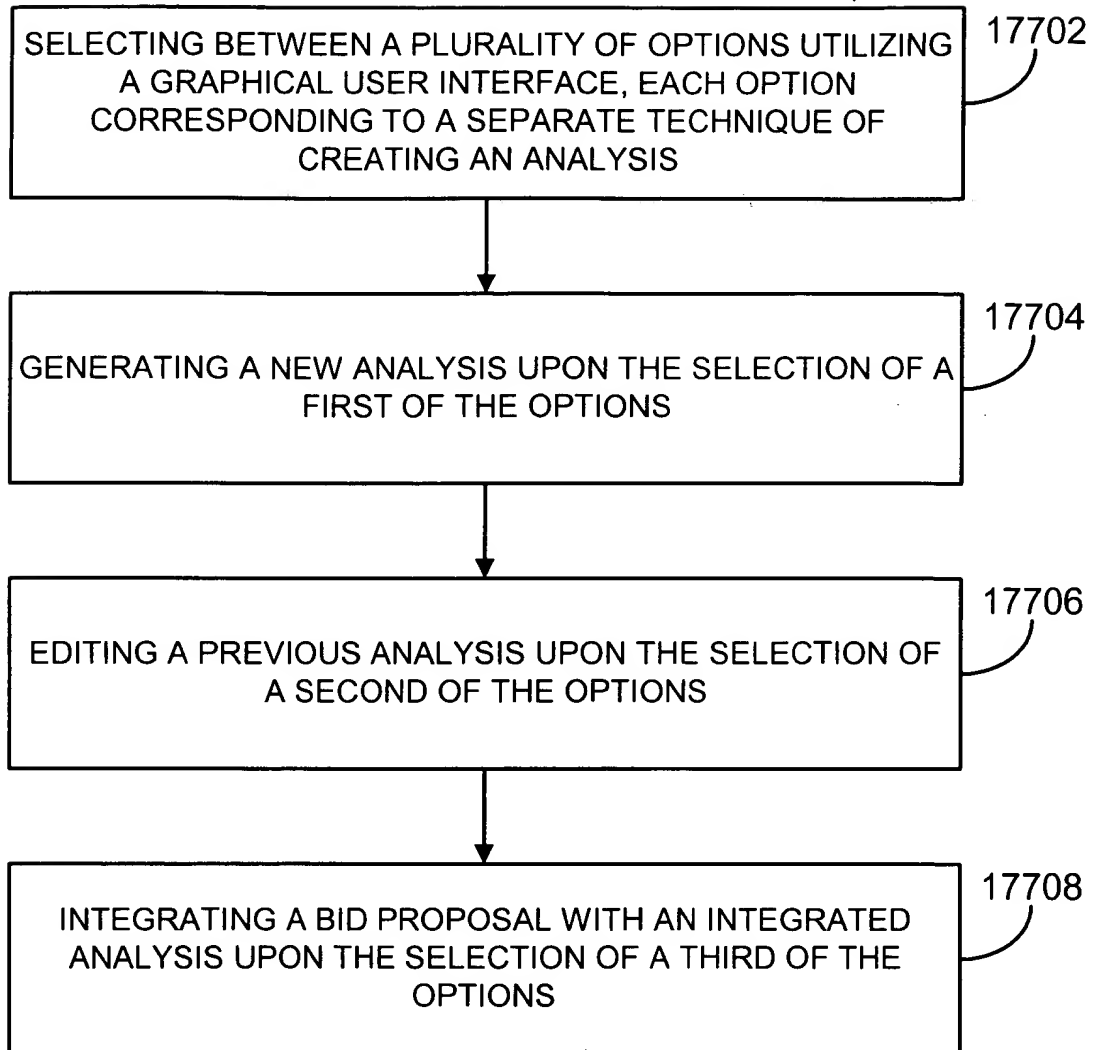 17702
SELECTING BETWEEN A PLURALITY OF OPTIONS UTILIZING
A GRAPHICAL USER INTERFACE, EACH OPTION
CORRESPONDING TO A SEPARATE TECHNIQUE OF
CREATING AN ANALYSIS
17704
GENERATING A NEW ANALYSIS UPON THE SELECTION OF A
FIRST OF THE OPTIONS
17706
EDITING A PREVIOUS ANALYSIS UPON THE SELECTION OF
A SECOND OF THE OPTIONS
17708
INTEGRATING A BID PROPOSAL WITH AN INTEGRATED
ANALYSIS UPON THE SELECTION OF A THIRD OF THE
OPTIONS